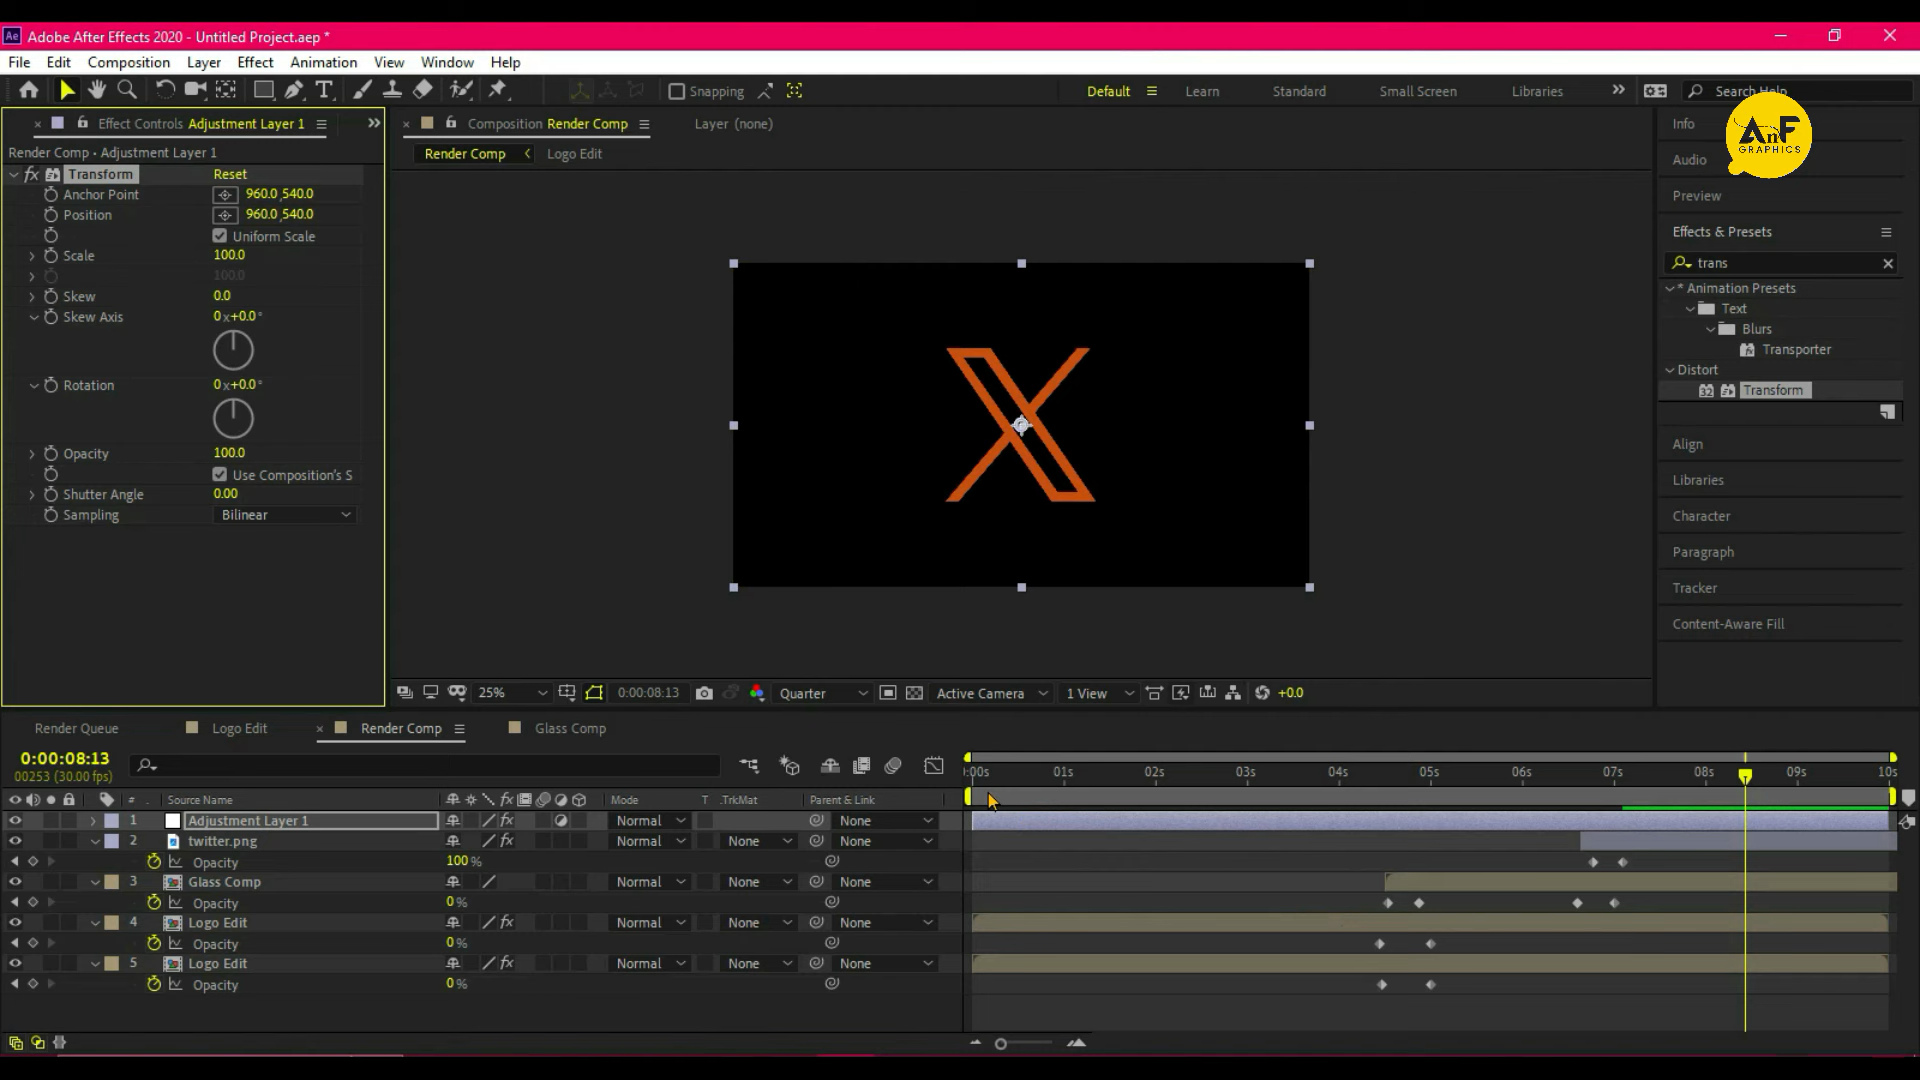 Ae Adobe After Effects 2020 - Untitled Project.aep *
File Edit Composition Layer Effect Animation View Window Help
Snapping Default Learn Standard Small Screen Libraries Search Help
AnF GRAPHICS
Effect Controls Adjustment Layer 1
Render Comp • Adjustment Layer 1
fx Transform Reset
Anchor Point 960.0,540.0
Position 960.0,540.0
Uniform Scale
Scale 100.0
100.0
Skew 0.0
Skew Axis 0x+0.0°
Rotation 0x+0.0°
Opacity 100.0
Use Composition's S
Shutter Angle 0.00
Sampling Bilinear
Composition Render Comp Layer (none)
Render Comp Logo Edit
X
25% 0:00:08:13 Quarter Active Camera 1 View +0.0
Info
Audio
Preview
Effects & Presets
trans
* Animation Presets
Text
Blurs
Transporter
Distort
32 Transform
Align
Libraries
Character
Paragraph
Tracker
Content-Aware Fill
Render Queue Logo Edit Render Comp Glass Comp
0:00:08:13
00253 (30.00 fps)
:00s 01s 02s 03s 04s 05s 06s 07s 08s 09s 10s
# . Source Name fx Mode T .TrkMat Parent & Link
1 Adjustment Layer 1 fx Normal None
2 twitter.png fx Normal None None
Opacity 100 %
3 Glass Comp Normal None None
Opacity 0 %
4 Logo Edit fx Normal None None
Opacity 0 %
5 Logo Edit fx Normal None None
Opacity 0 %